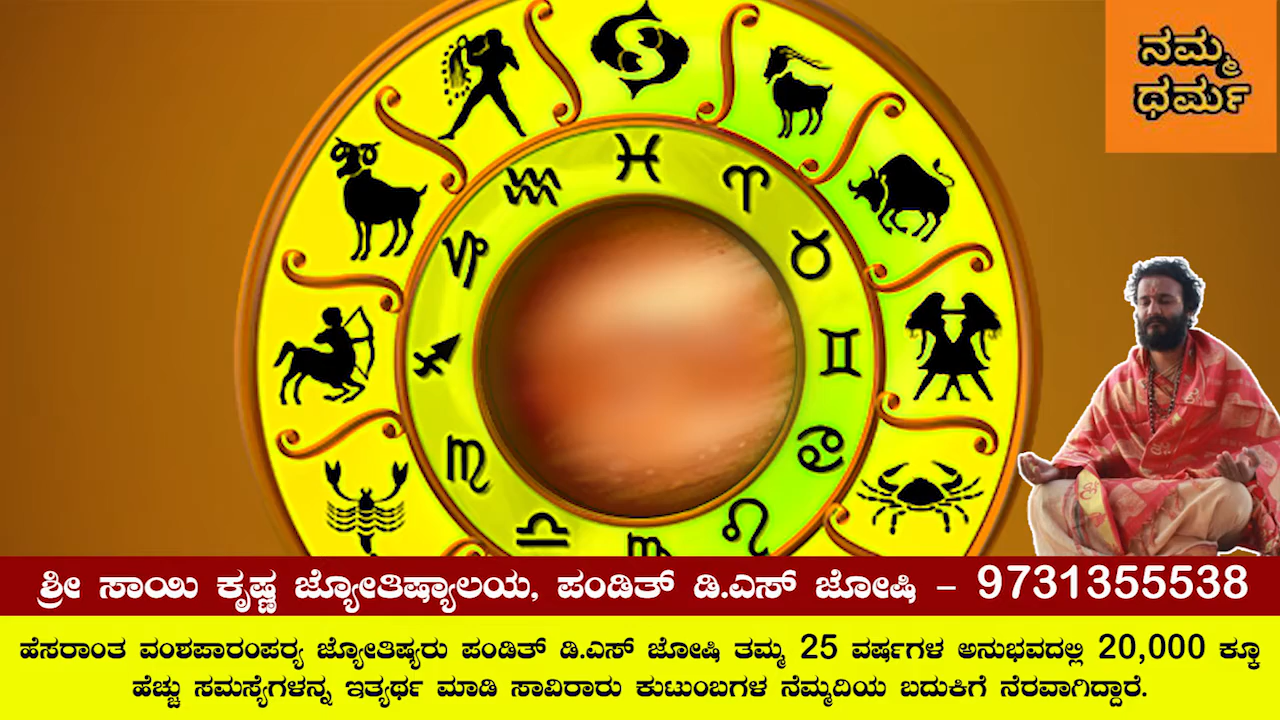 ನಮ್ಮ
ಧರ್ಮ
ಶ್ರೀ ಸಾಯಿ ಕೃಷ್ಣ ಜ್ಯೋತಿಷ್ಯಾಲಯ, ಪಂಡಿತ್ ಡಿ.ಎಸ್ ಜೋಷಿ – 9731355538
ಹೆಸರಾಂತ ವಂಶಪಾರಂಪರ‍್ಯ ಜ್ಯೋತಿಷ್ಯರು ಪಂಡಿತ್ ಡಿ.ಎಸ್ ಜೋಷಿ ತಮ್ಮ 25 ವರ್ಷಗಳ ಅನುಭವದಲ್ಲಿ 20,000 ಕ್ಕೂ
ಹೆಚ್ಚು ಸಮಸ್ಯೆಗಳನ್ನ ಇತ್ಯರ್ಥ ಮಾಡಿ ಸಾವಿರಾರು ಕುಟುಂಬಗಳ ನೆಮ್ಮದಿಯ ಬದುಕಿಗೆ ನೆರವಾಗಿದ್ದಾರೆ.